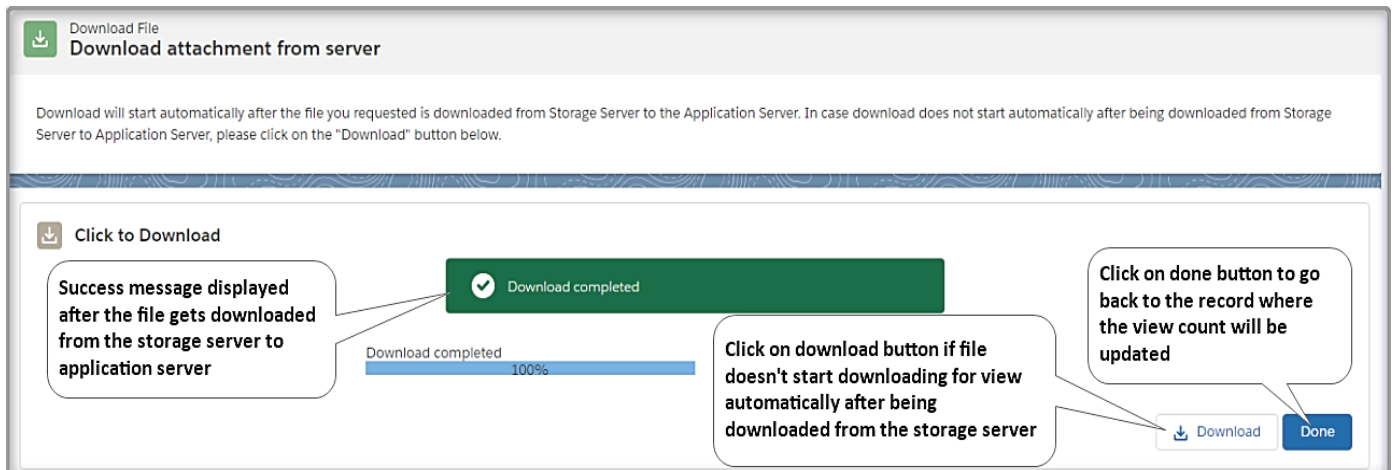 Download File
Download attachment from server
Download will start automatically after the file you requested is downloaded from Storage Server to the Application Server. In case download does not start automatically after being downloaded from Storage
Server to Application Server, please click on the "Download" button below.
Click to Download
Success message displayed
after the file gets downloaded
from the storage server to
application server
Download completed
Download completed
100%
Click on download button if file
doesn't start downloading for view
automatically after being
downloaded from the storage server
Click on done button to go
back to the record where
the view count will be
updated
Download
Done